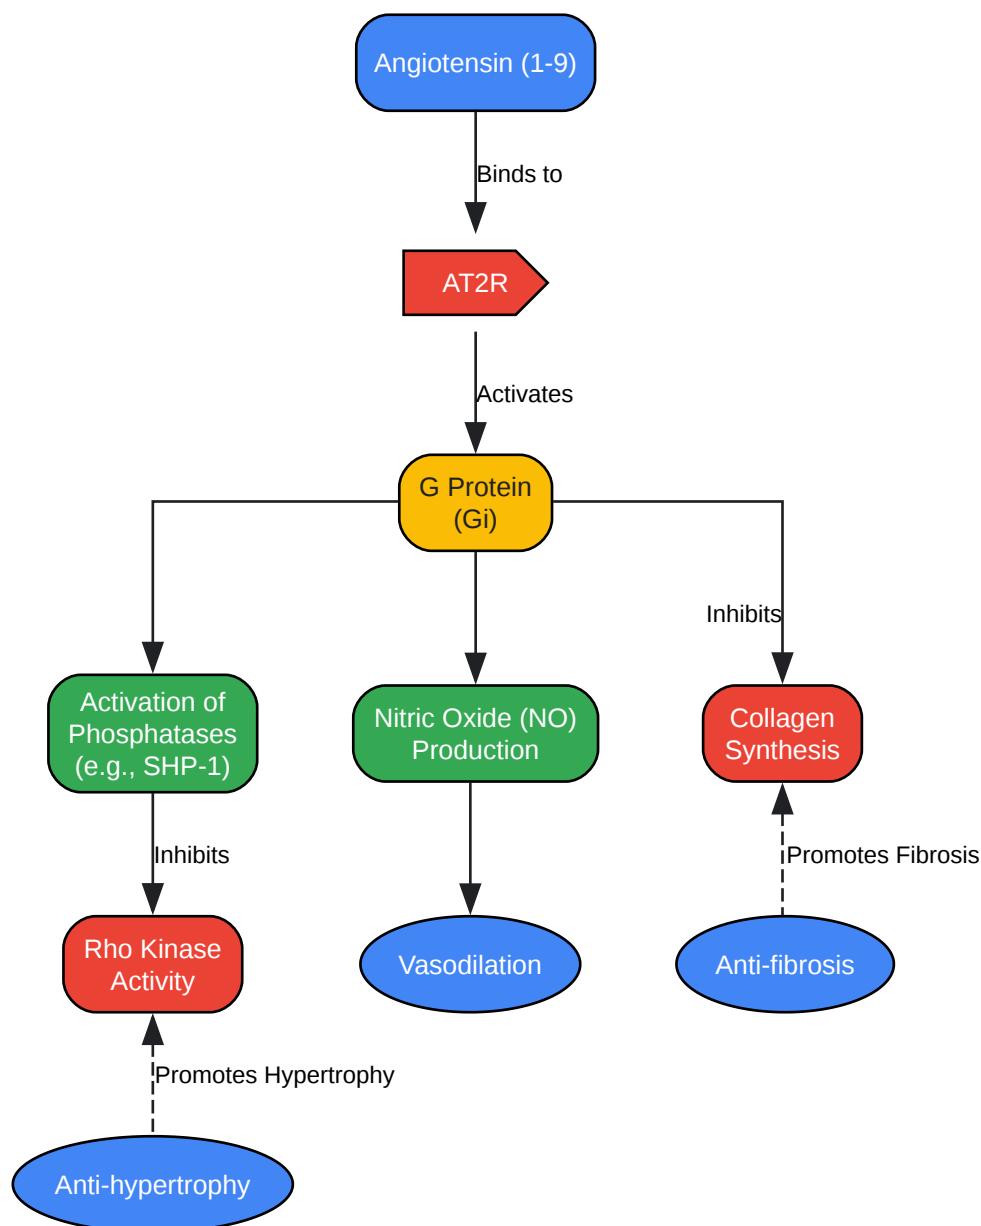 Angiotensin (1-9)
Binds to
AT2R
Activates
G Protein
(Gi)
Inhibits
Activation of
Phosphatases
(e.g., SHP-1)
Nitric Oxide (NO)
Production
Collagen
Synthesis
Inhibits
Promotes Fibrosis
Rho Kinase
Activity
Vasodilation
Anti-fibrosis
Promotes Hypertrophy
Anti-hypertrophy